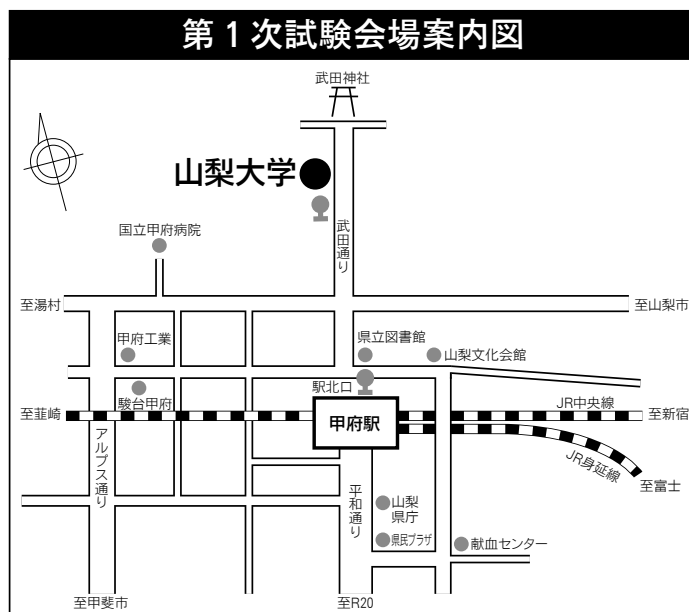 第1次試験会場案内図
武田神社
山梨大学
国立甲府病院
武田通り
至湯村
至山梨市
甲府工業
県立図書館
山梨文化会館
駅北口
駿台甲府
至韮崎
甲府駅
JR中央線
至新宿
JR身延線
至富士
アルプス通り
平和通り
山梨
県庁
県民プラザ
献血センター
至甲斐市
至R20